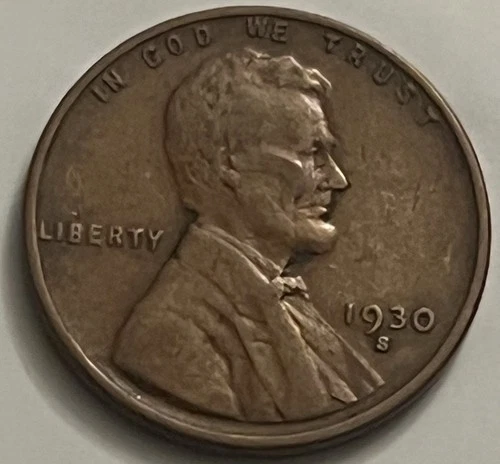 IN GOD WE TRUST
LIBERTY
1930
S